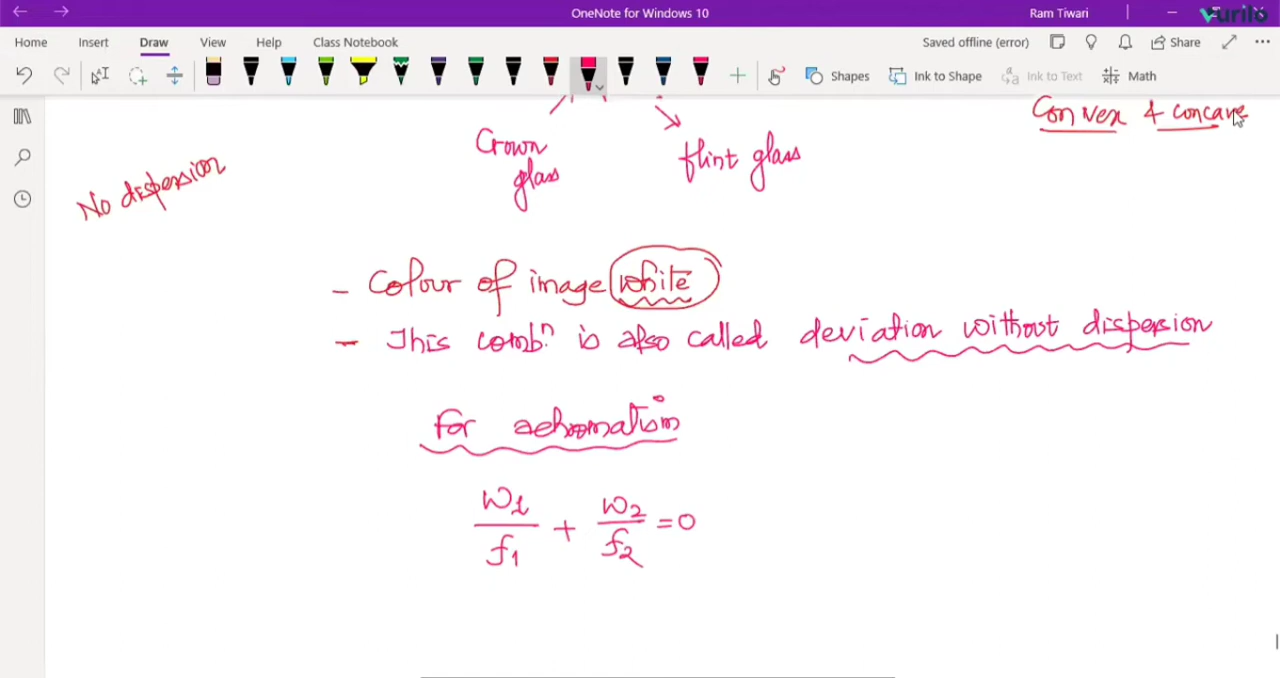 OneNote for Windows 10
Ram Tiwari
Yurilo
Home Insert Draw View Help Class Notebook
Saved offline (error) Share
Shapes Ink to Shape Ink to Text Math
Convex & concave
Crown glass
flint glass
No dispersion
- Colour of image white
- This combⁿ is also called deviation without dispersion
For achromatism
ω1/f1 + ω2/f2 = 0